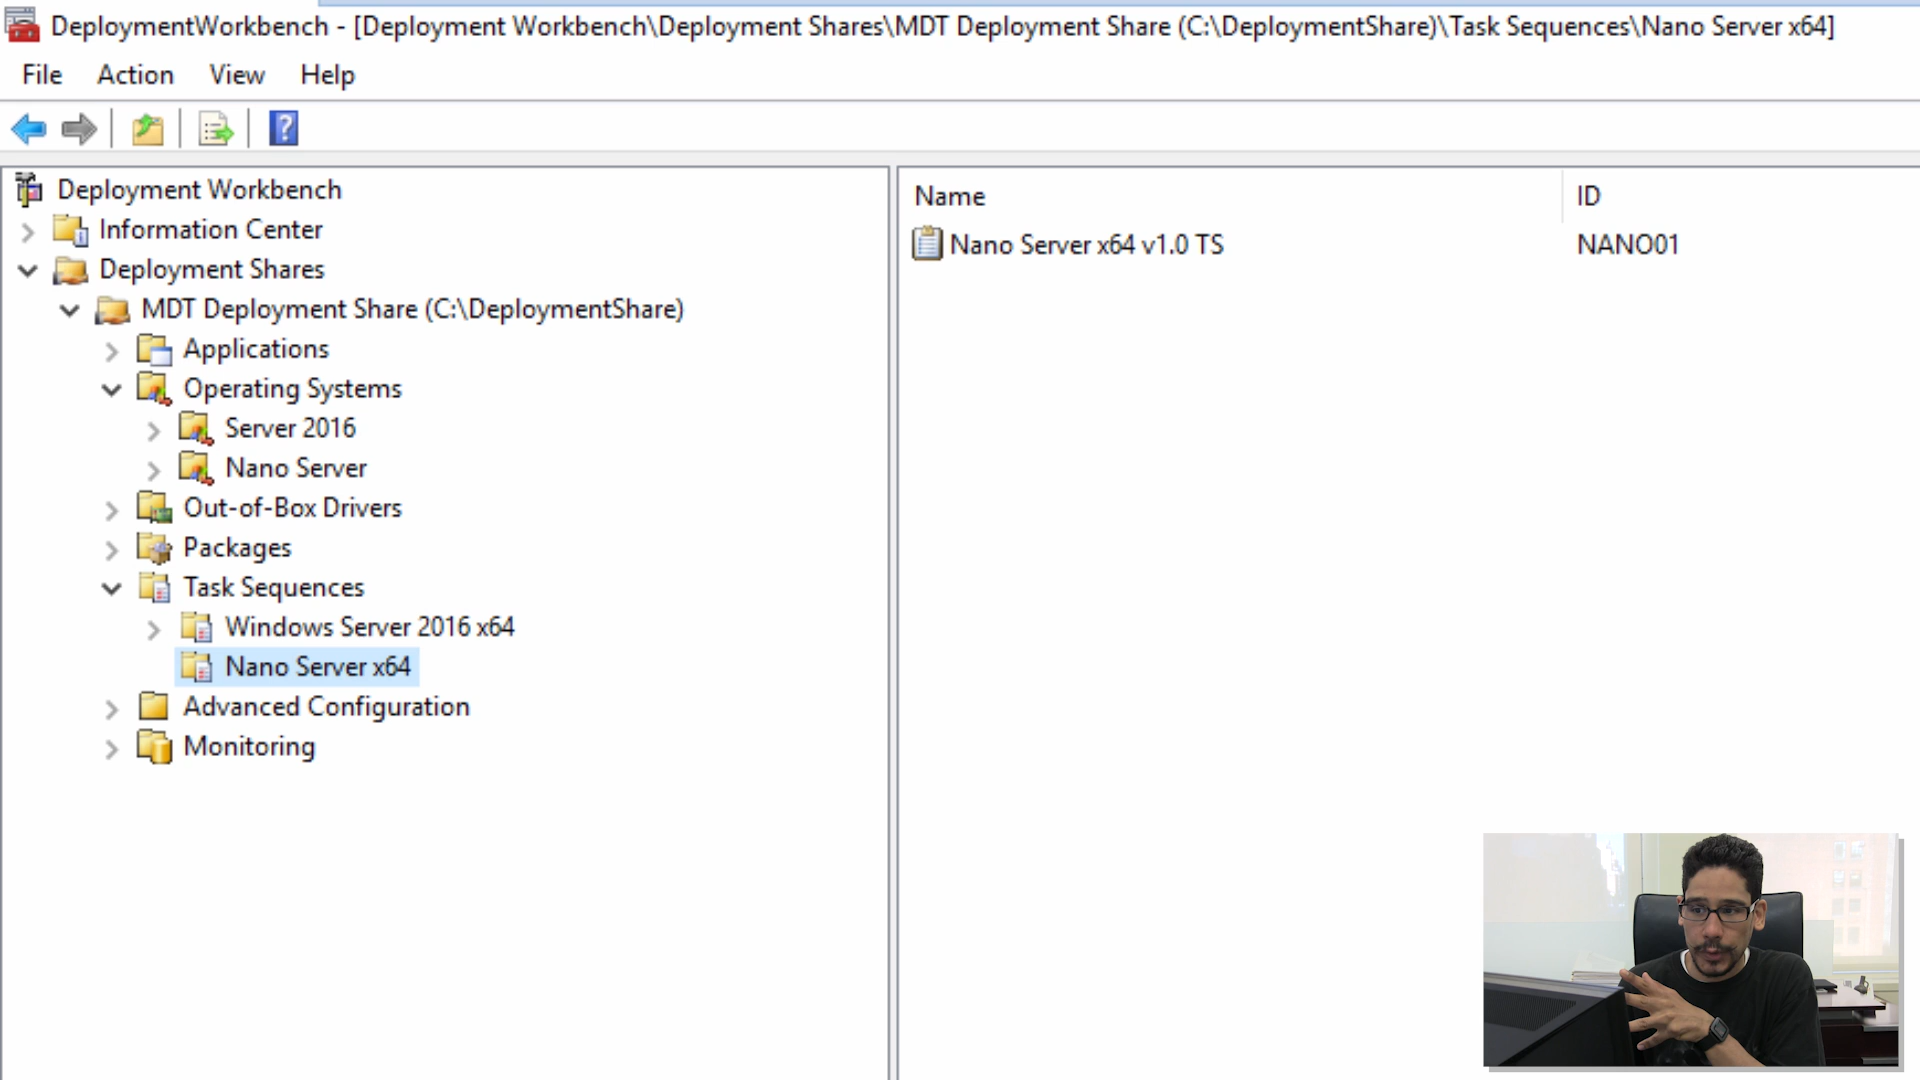 DeploymentWorkbench - [Deployment Workbench\Deployment Shares\MDT Deployment Share (C:\DeploymentShare)\Task Sequences\Nano Server x64]
File Action View Help
?
Deployment Workbench
Information Center
Deployment Shares
MDT Deployment Share (C:\DeploymentShare)
Applications
Operating Systems
Server 2016
Nano Server
Out-of-Box Drivers
Packages
Task Sequences
Windows Server 2016 x64
Nano Server x64
Advanced Configuration
Monitoring
Name ID
Nano Server x64 v1.0 TS NANO01